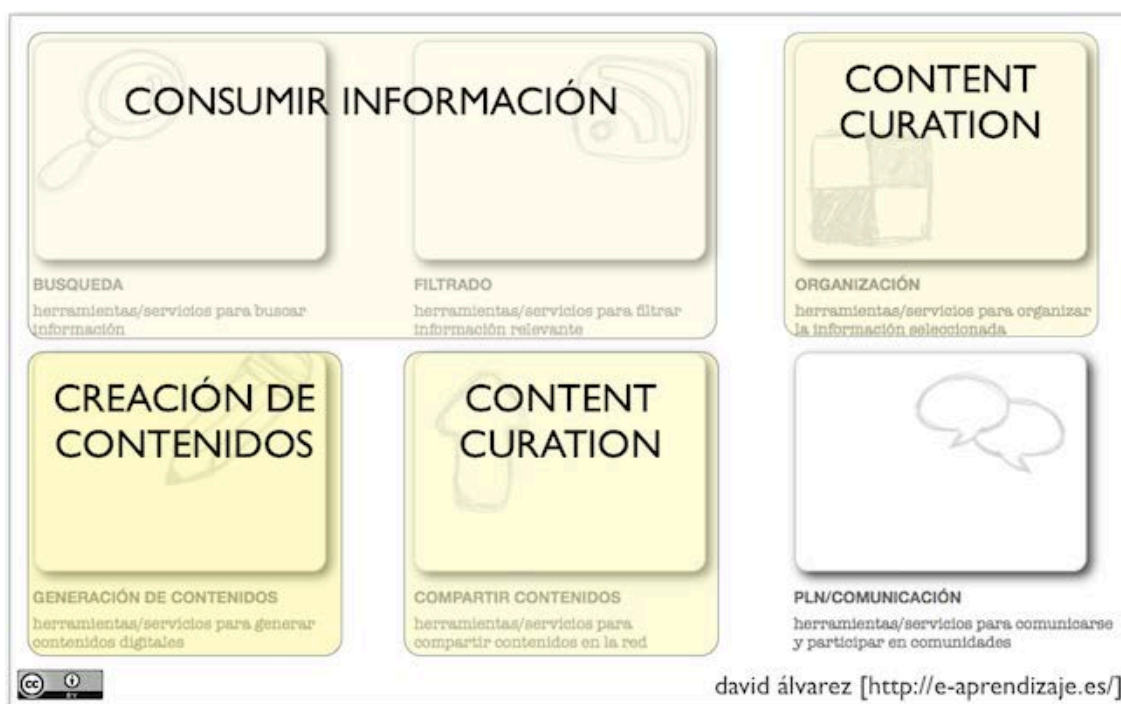 CONSUMIR INFORMACIÓN
CONTENT
CURATION
BUSQUEDA
herramientas/servicios para buscar
información
FILTRADO
herramientas/servicios para filtrar
información relevante
ORGANIZACIÓN
herramientas/servicios para organizar
la información seleccionada
CREACIÓN DE
CONTENIDOS
CONTENT
CURATION
GENERACIÓN DE CONTENIDOS
herramientas/servicios para generar
contenidos digitales
COMPARTIR CONTENIDOS
herramientas/servicios para
compartir contenidos en la red
PLN/COMUNICACIÓN
herramientas/servicios para comunicarse
y participar en comunidades
cc
BY
david álvarez [http://e-aprendizaje.es/]